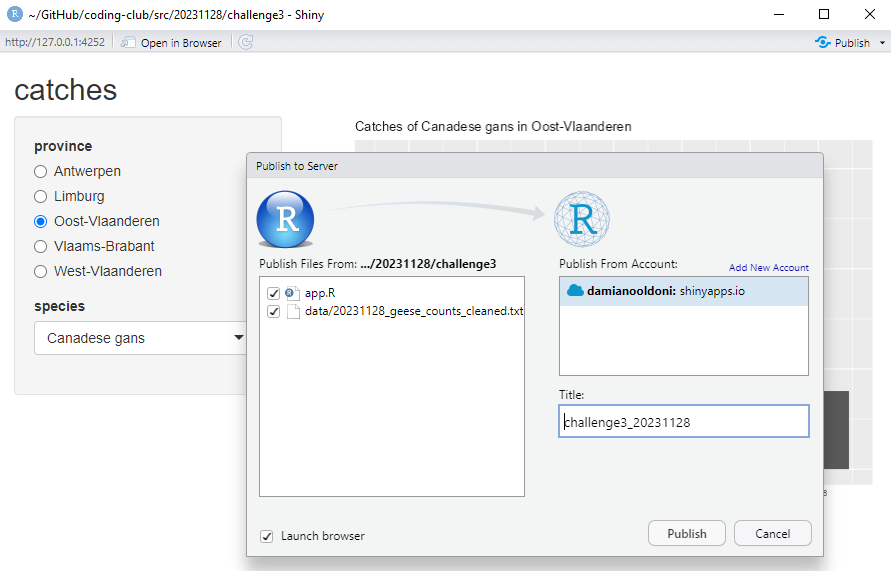 ~/GitHub/coding-club/src/20231128/challenge3 - Shiny
http://127.0.0.1:4252 Open in Browser Publish
catches
province
Antwerpen
Limburg
Oost-Vlaanderen
Vlaams-Brabant
West-Vlaanderen
species
Canadese gans
Catches of Canadese gans in Oost-Vlaanderen
Publish to Server
Publish Files From: .../20231128/challenge3
app.R
data/20231128_geese_counts_cleaned.txt
Publish From Account: Add New Account
damianooldoni: shinyapps.io
Title:
challenge3_20231128
Launch browser
Publish Cancel